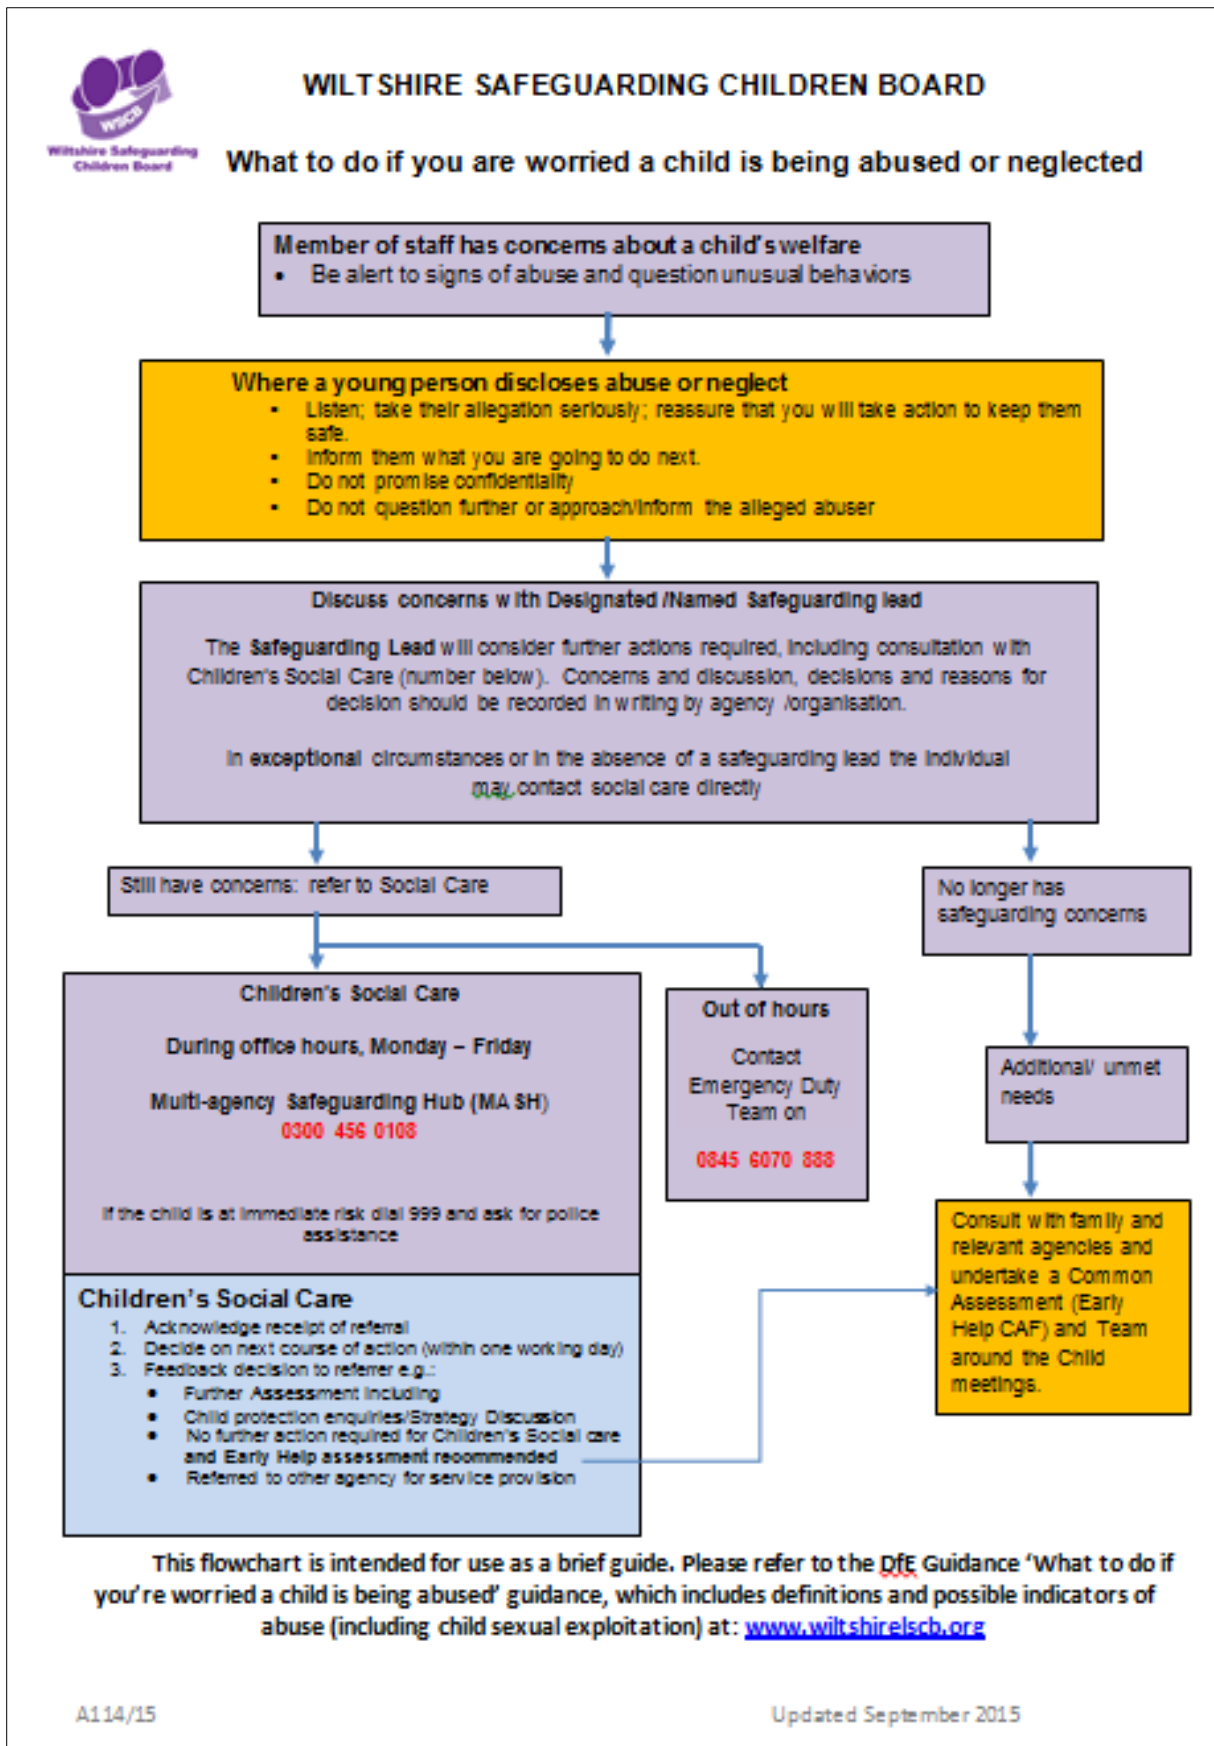 WSCB
Wiltshire Safeguarding
Children Board
WILTSHIRE SAFEGUARDING CHILDREN BOARD
What to do if you are worried a child is being abused or neglected
Member of staff has concerns about a child's welfare
• Be alert to signs of abuse and question unusual behaviors
Where a young person discloses abuse or neglect
▪ Listen; take their allegation seriously; reassure that you will take action to keep them
safe.
▪ Inform them what you are going to do next.
▪ Do not promise confidentiality
▪ Do not question further or approach/inform the alleged abuser
Discuss concerns with Designated /Named Safeguarding lead
The Safeguarding Lead will consider further actions required, including consultation with
Children's Social Care (number below). Concerns and discussion, decisions and reasons for
decision should be recorded in writing by agency /organisation.
In exceptional circumstances or in the absence of a safeguarding lead the individual
may contact social care directly
Still have concerns: refer to Social Care
No longer has
safeguarding concerns
Children's Social Care
During office hours, Monday – Friday
Multi-agency Safeguarding Hub (MASH)
0300 456 0108
If the child is at immediate risk dial 999 and ask for police
assistance
Out of hours
Contact
Emergency Duty
Team on
0845 6070 888
Additional/ unmet
needs
Consult with family and
relevant agencies and
undertake a Common
Assessment (Early
Help CAF) and Team
around the Child
meetings.
Children's Social Care
1. Acknowledge receipt of referral
2. Decide on next course of action (within one working day)
3. Feedback decision to referrer e.g.:
• Further Assessment including
• Child protection enquiries/Strategy Discussion
• No further action required for Children's Social care
and Early Help assessment recommended
• Referred to other agency for service provision
This flowchart is intended for use as a brief guide. Please refer to the DfE Guidance 'What to do if
you're worried a child is being abused' guidance, which includes definitions and possible indicators of
abuse (including child sexual exploitation) at: www.wiltshirelscb.org
A114/15
Updated September 2015